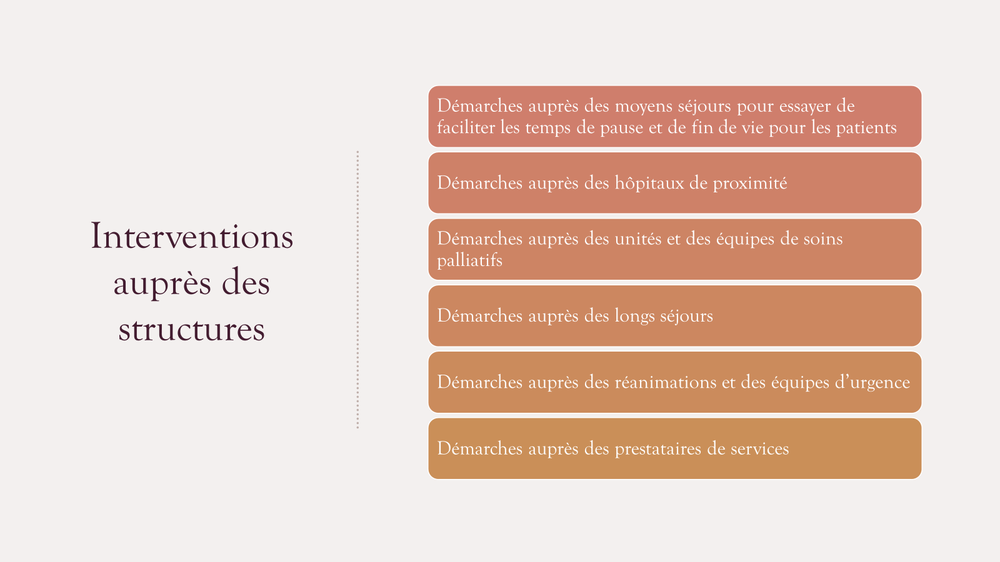 Interventions
auprès des
structures
Démarches auprès des moyens séjours pour essayer de
faciliter les temps de pause et de fin de vie pour les patients
Démarches auprès des hôpitaux de proximité
Démarches auprès des unités et des équipes de soins
palliatifs
Démarches auprès des longs séjours
Démarches auprès des réanimations et des équipes d’urgence
Démarches auprès des prestataires de services